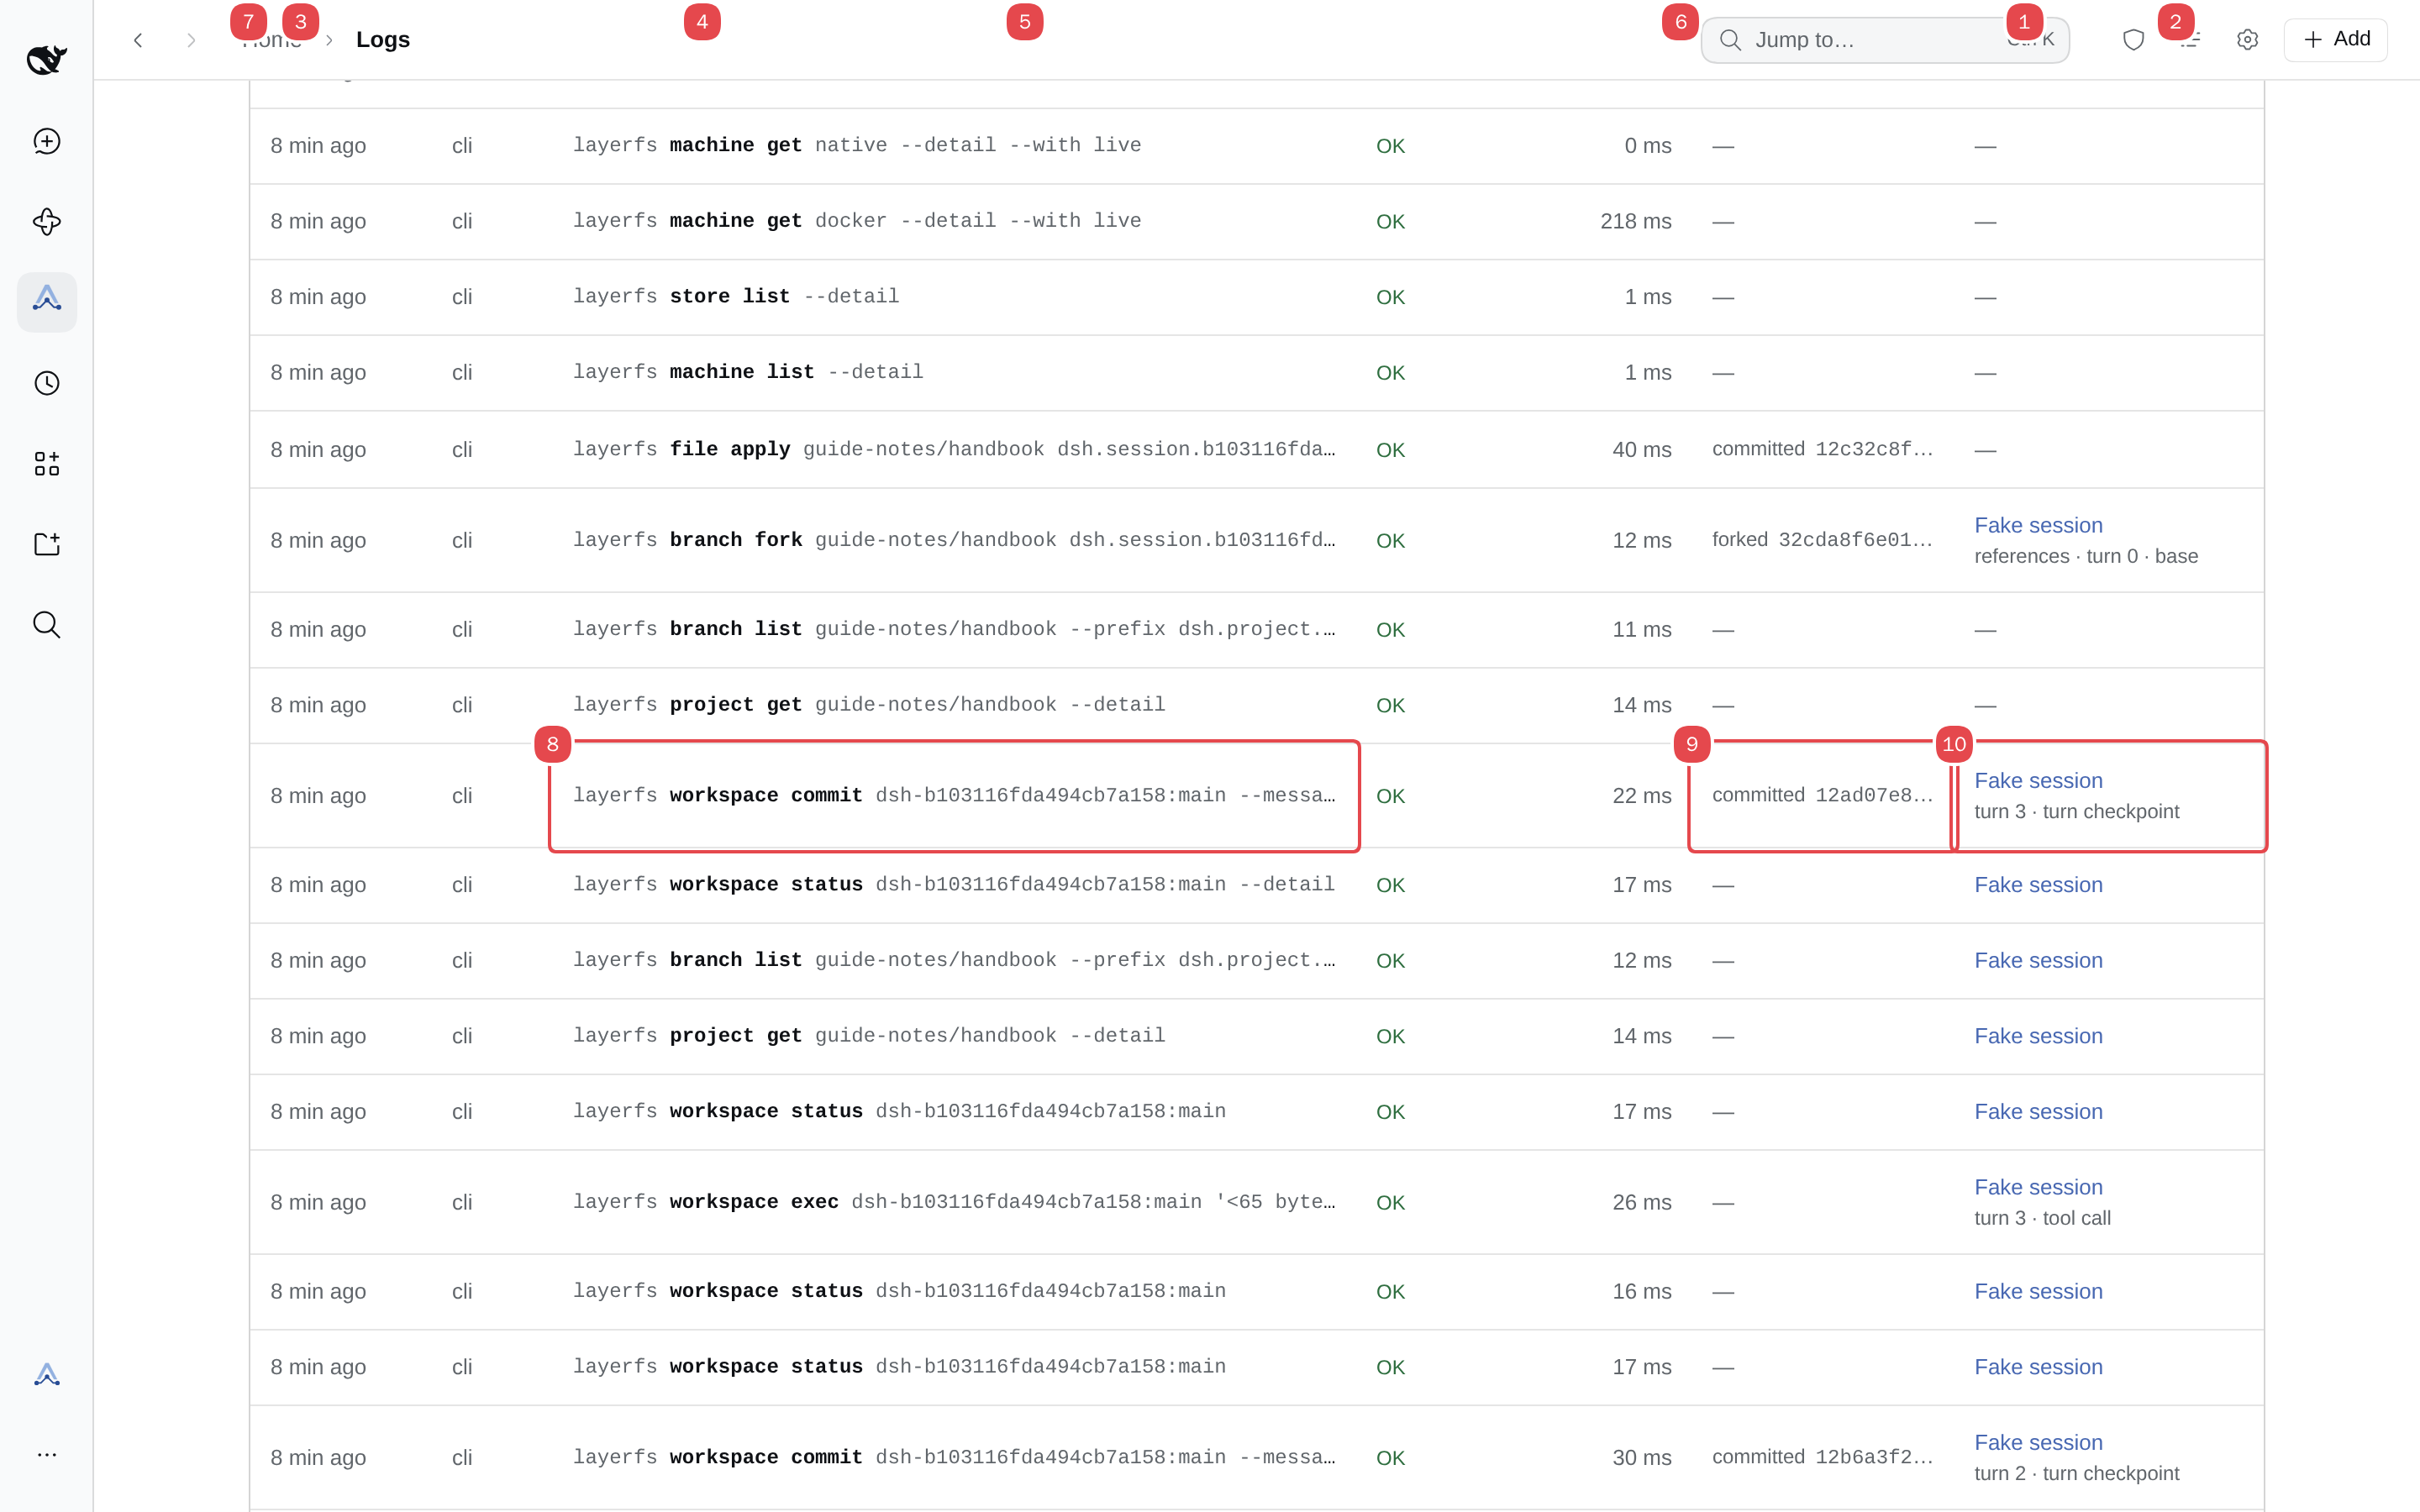 7 3 4 5 6 1 2
Home > Logs Jump to… Ctrl K Add
8 min ago cli layerfs machine get native --detail --with live OK 0 ms — —
8 min ago cli layerfs machine get docker --detail --with live OK 218 ms — —
8 min ago cli layerfs store list --detail OK 1 ms — —
8 min ago cli layerfs machine list --detail OK 1 ms — —
8 min ago cli layerfs file apply guide-notes/handbook dsh.session.b103116fda… OK 40 ms committed 12c32c8f… —
8 min ago cli layerfs branch fork guide-notes/handbook dsh.session.b103116fd… OK 12 ms forked 32cda8f6e01… Fake session
references · turn 0 · base
8 min ago cli layerfs branch list guide-notes/handbook --prefix dsh.project.… OK 11 ms — —
8 min ago cli layerfs project get guide-notes/handbook --detail OK 14 ms — —
8 9 10
8 min ago cli layerfs workspace commit dsh-b103116fda494cb7a158:main --messa… OK 22 ms committed 12ad07e8… Fake session
turn 3 · turn checkpoint
8 min ago cli layerfs workspace status dsh-b103116fda494cb7a158:main --detail OK 17 ms — Fake session
8 min ago cli layerfs branch list guide-notes/handbook --prefix dsh.project.… OK 12 ms — Fake session
8 min ago cli layerfs project get guide-notes/handbook --detail OK 14 ms — Fake session
8 min ago cli layerfs workspace status dsh-b103116fda494cb7a158:main OK 17 ms — Fake session
8 min ago cli layerfs workspace exec dsh-b103116fda494cb7a158:main '<65 byte… OK 26 ms — Fake session
turn 3 · tool call
8 min ago cli layerfs workspace status dsh-b103116fda494cb7a158:main OK 16 ms — Fake session
8 min ago cli layerfs workspace status dsh-b103116fda494cb7a158:main OK 17 ms — Fake session
8 min ago cli layerfs workspace commit dsh-b103116fda494cb7a158:main --messa… OK 30 ms committed 12b6a3f2… Fake session
turn 2 · turn checkpoint